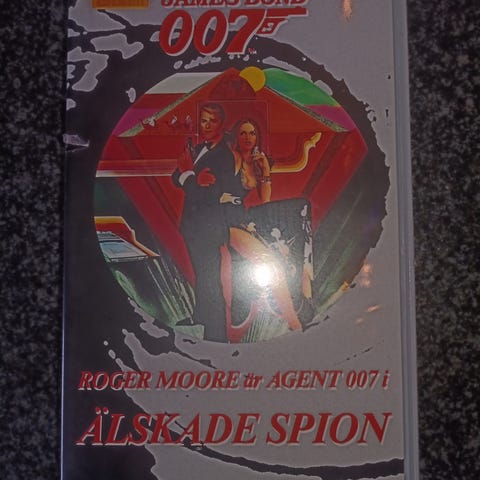 JAMES BOND
007
ROGER MOORE är AGENT 007 i
ÄLSKADE SPION